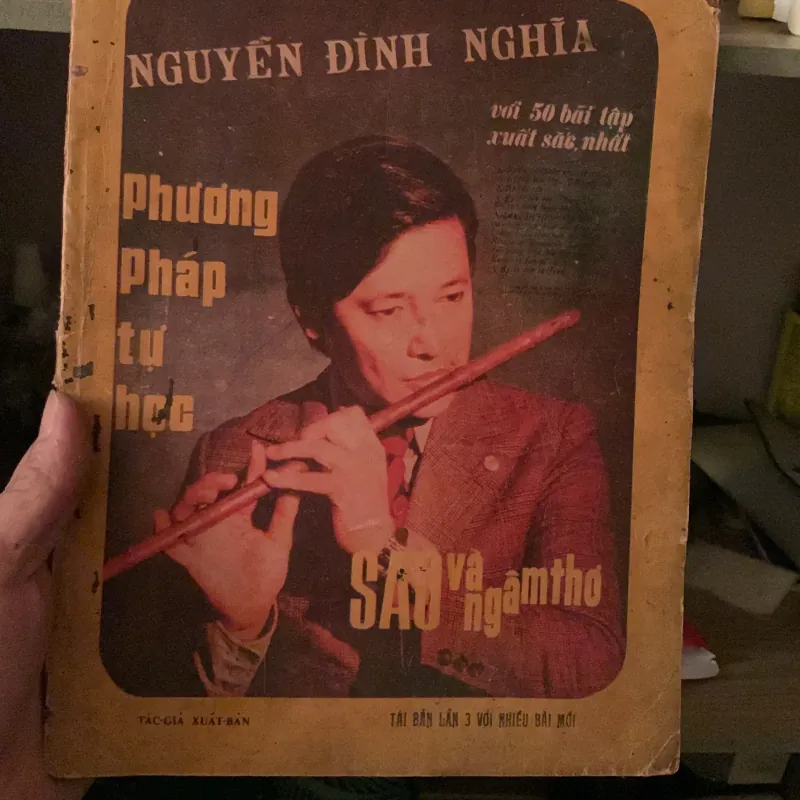 NGUYỄN ĐÌNH NGHĨA
với 50 bài tập
xuất sắc nhất
Phương
Pháp
tự
học
SÁO và
ngâm thơ
TÁC-GIẢ XUẤT-BẢN
TÁI BẢN LẦN 3 VỚI NHIỀU BÀI MỚI